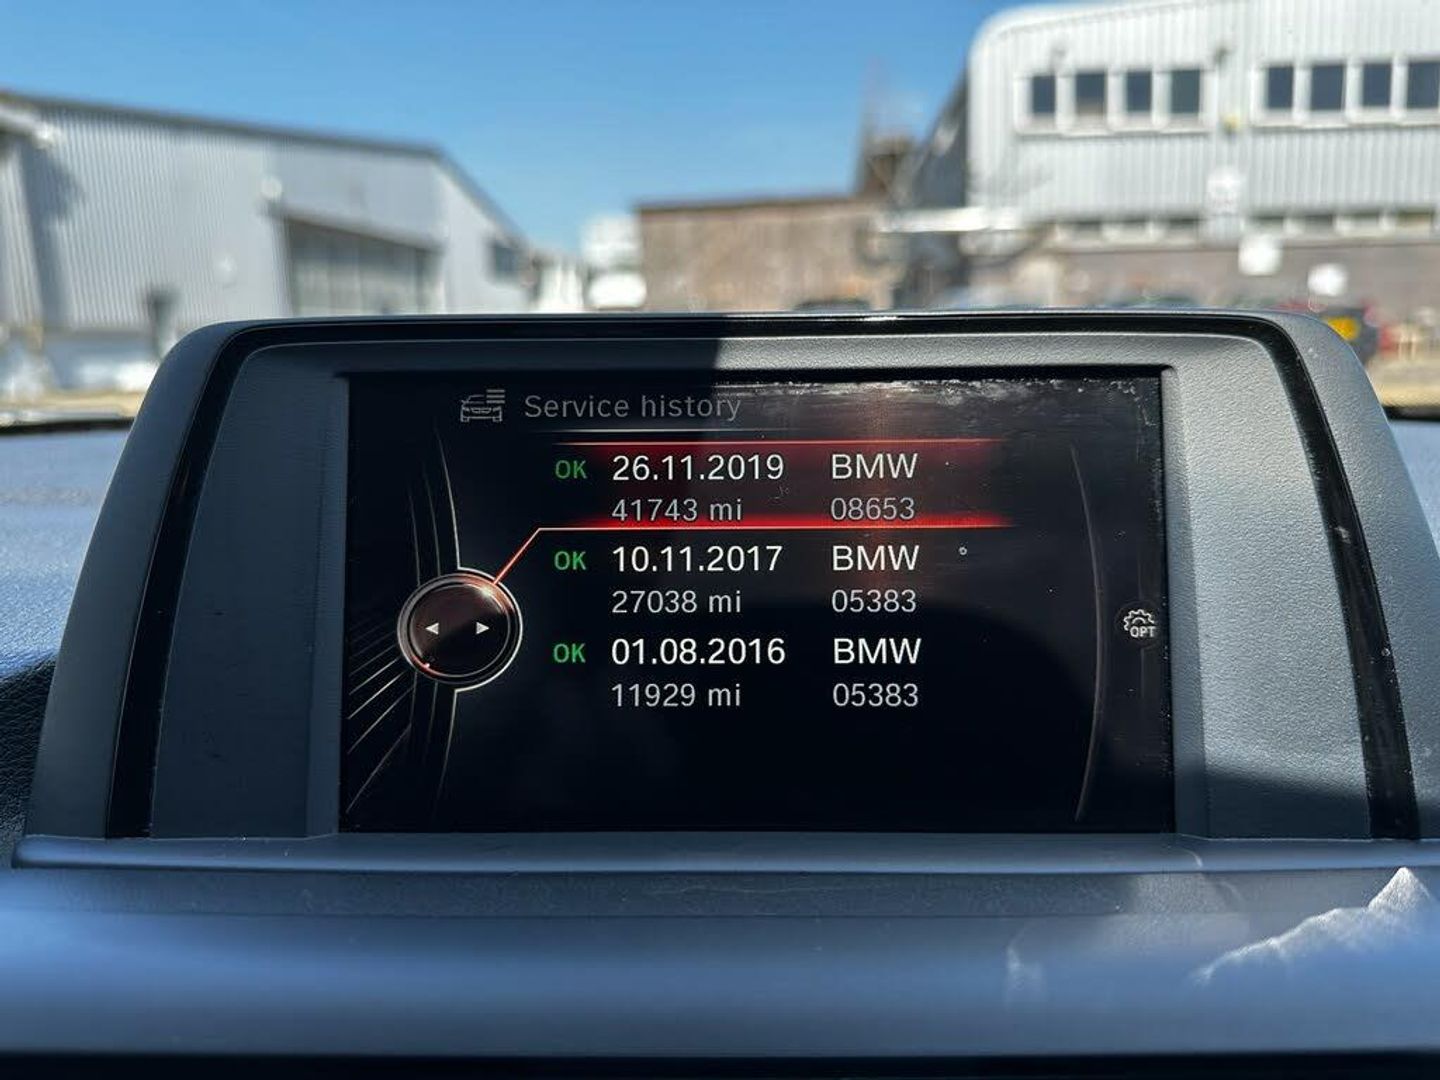 Service history
OK 26.11.2019 BMW
41743 mi 08653
OK 10.11.2017 BMW
27038 mi 05383
OK 01.08.2016 BMW
11929 mi 05383
OPT